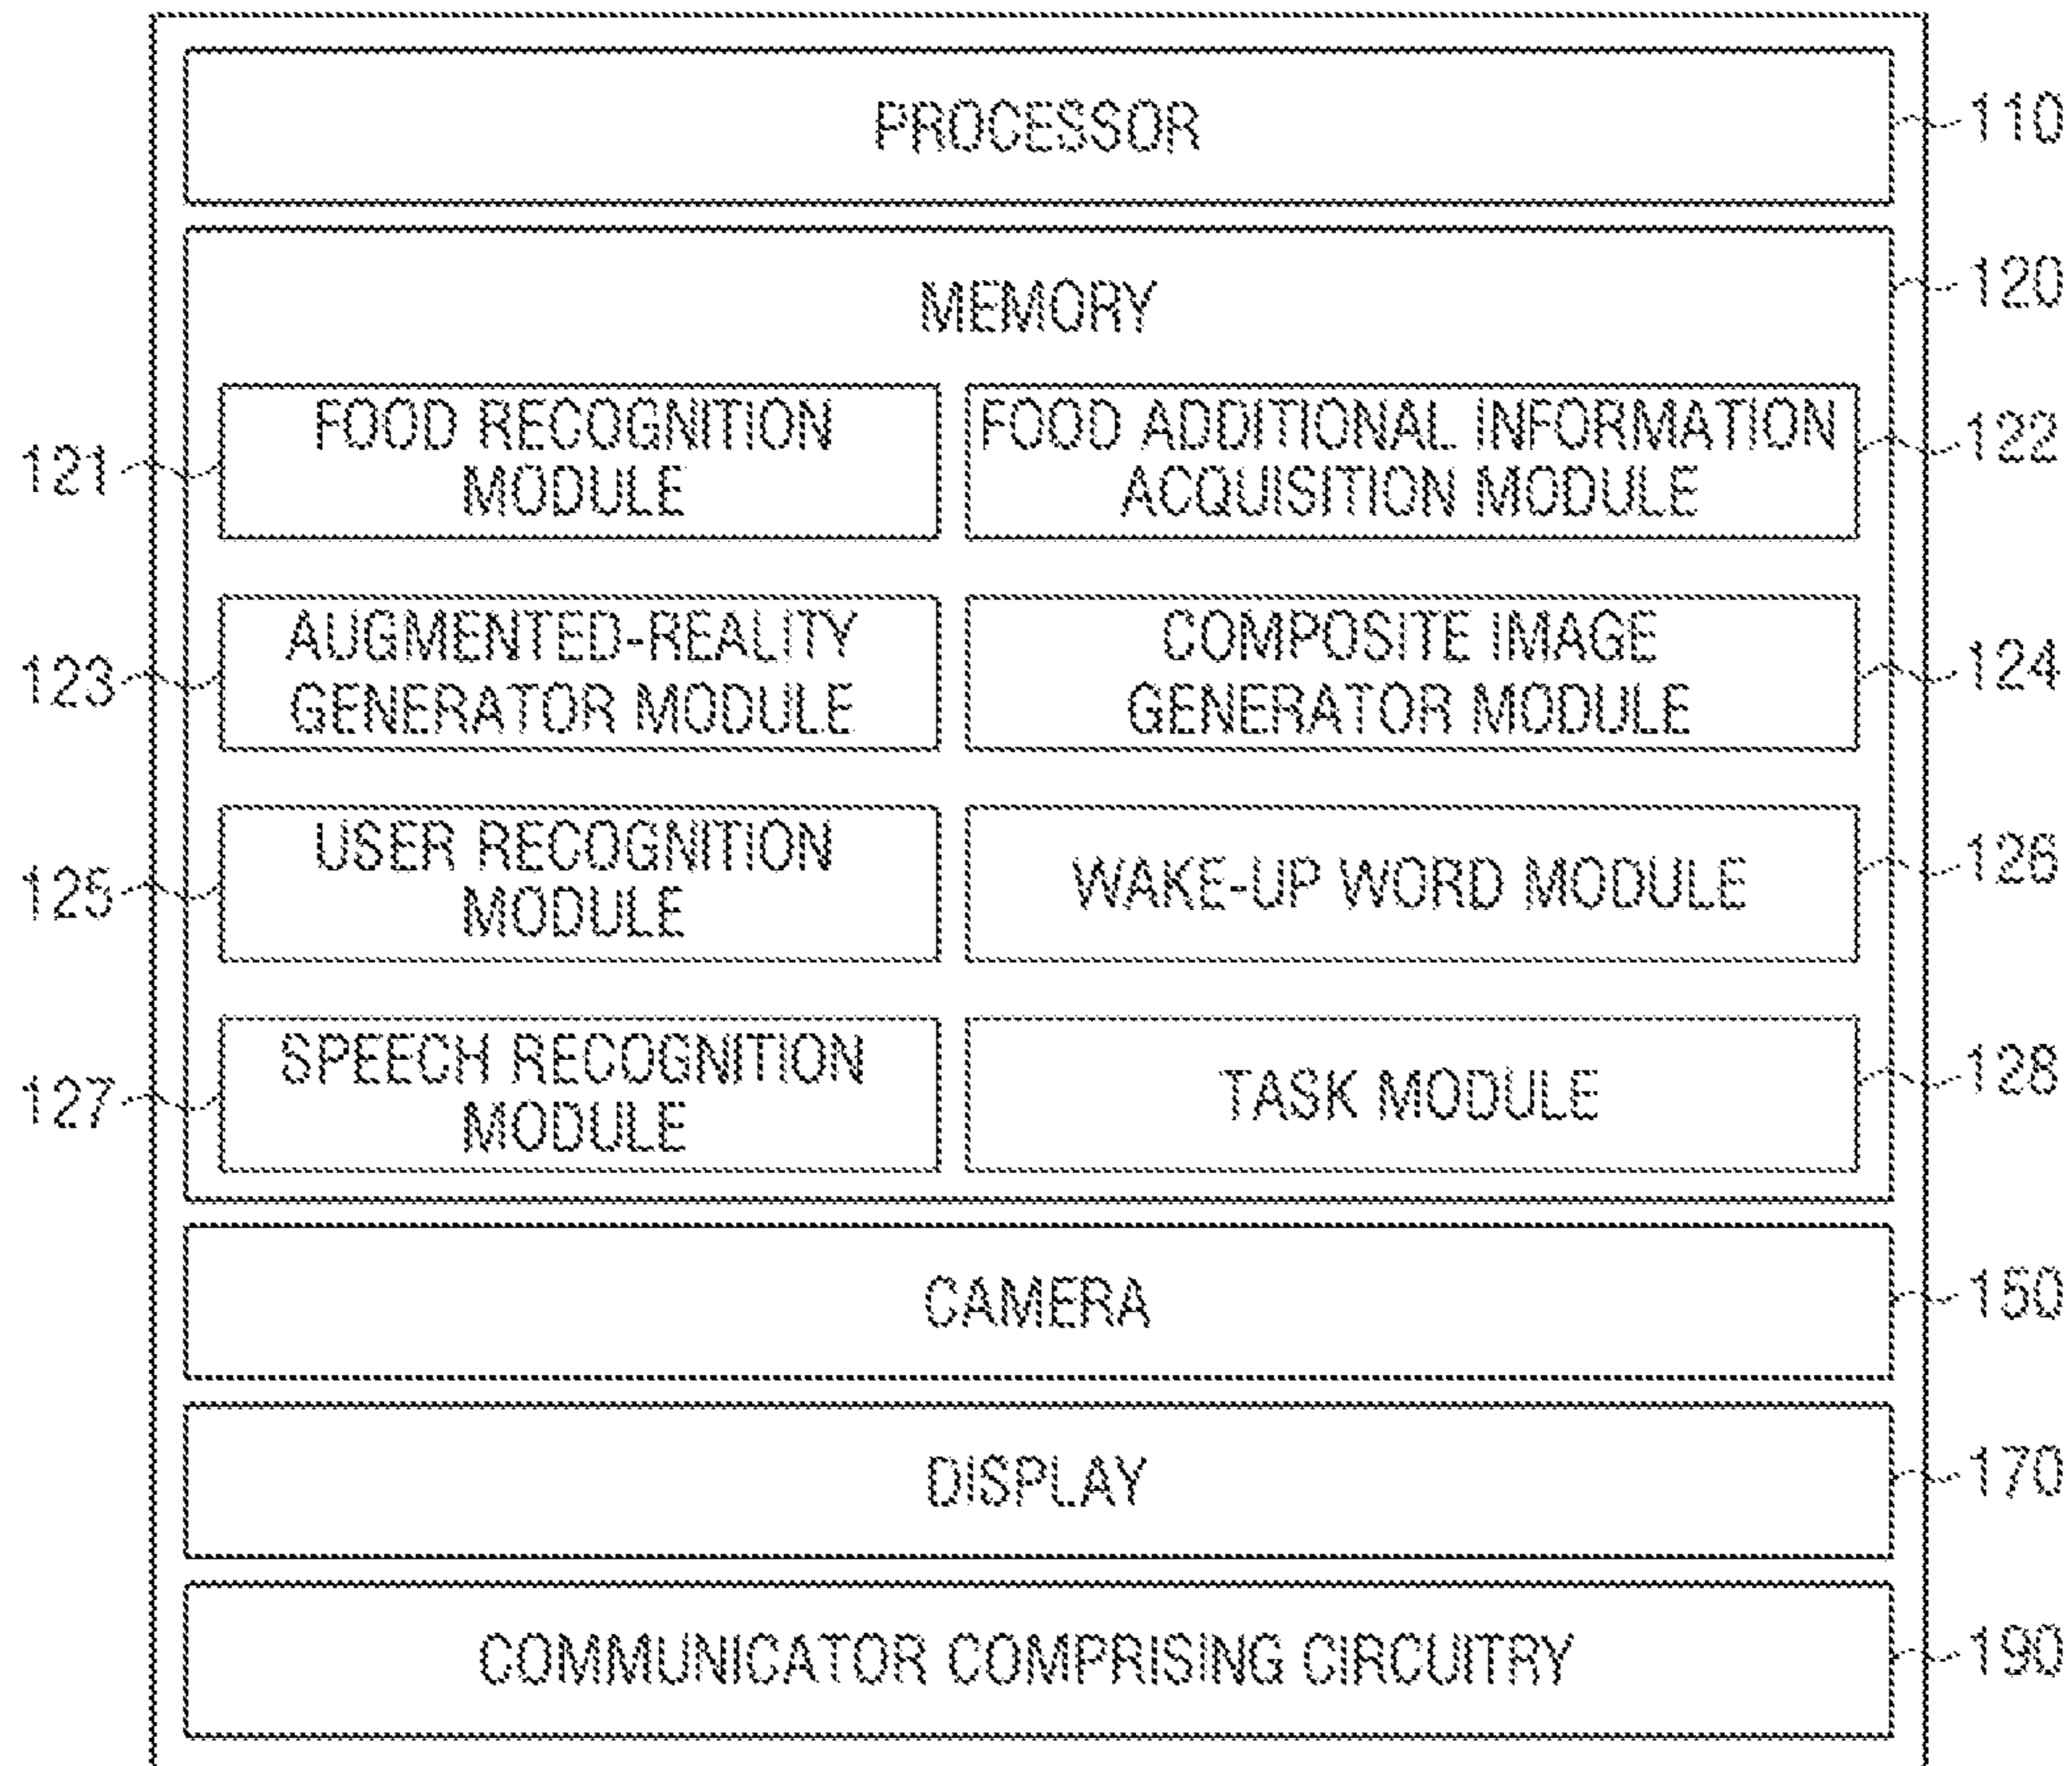 PROCESSOR
110
MEMORY
120
FOOD RECOGNITION
MODULE
121
FOOD ADDITIONAL INFORMATION
ACQUISITION MODULE
122
AUGMENTED-REALITY
GENERATOR MODULE
123
COMPOSITE IMAGE
GENERATOR MODULE
124
USER RECOGNITION
MODULE
125
WAKE-UP WORD MODULE
126
SPEECH RECOGNITION
MODULE
127
TASK MODULE
128
CAMERA
150
DISPLAY
170
COMMUNICATOR COMPRISING CIRCUITRY
190